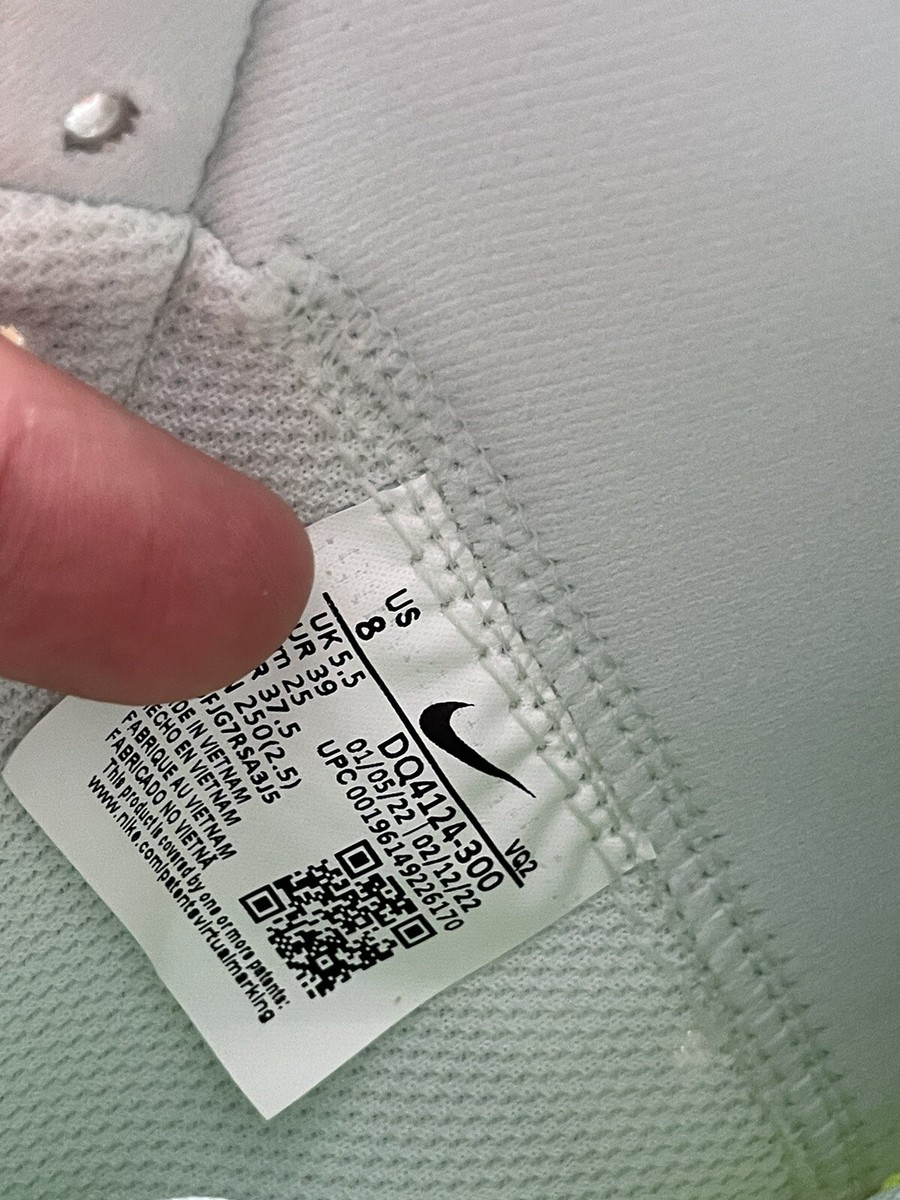 US
8
VQ2
UK 5.5
UR 39
25
37.5
250(2.5)
FJG7RSA3J5
DQ4124-300
01/05/22 | 02/12/22
UPC 00196149226170
DE IN VIETNAM
ECHO EN VIETNAM
FABRIQUE AU VIETNAM
FABRICADO NO VIETNÃ
This product is covered by one or more patents:
www.nike.com/patentsvirtualmarking